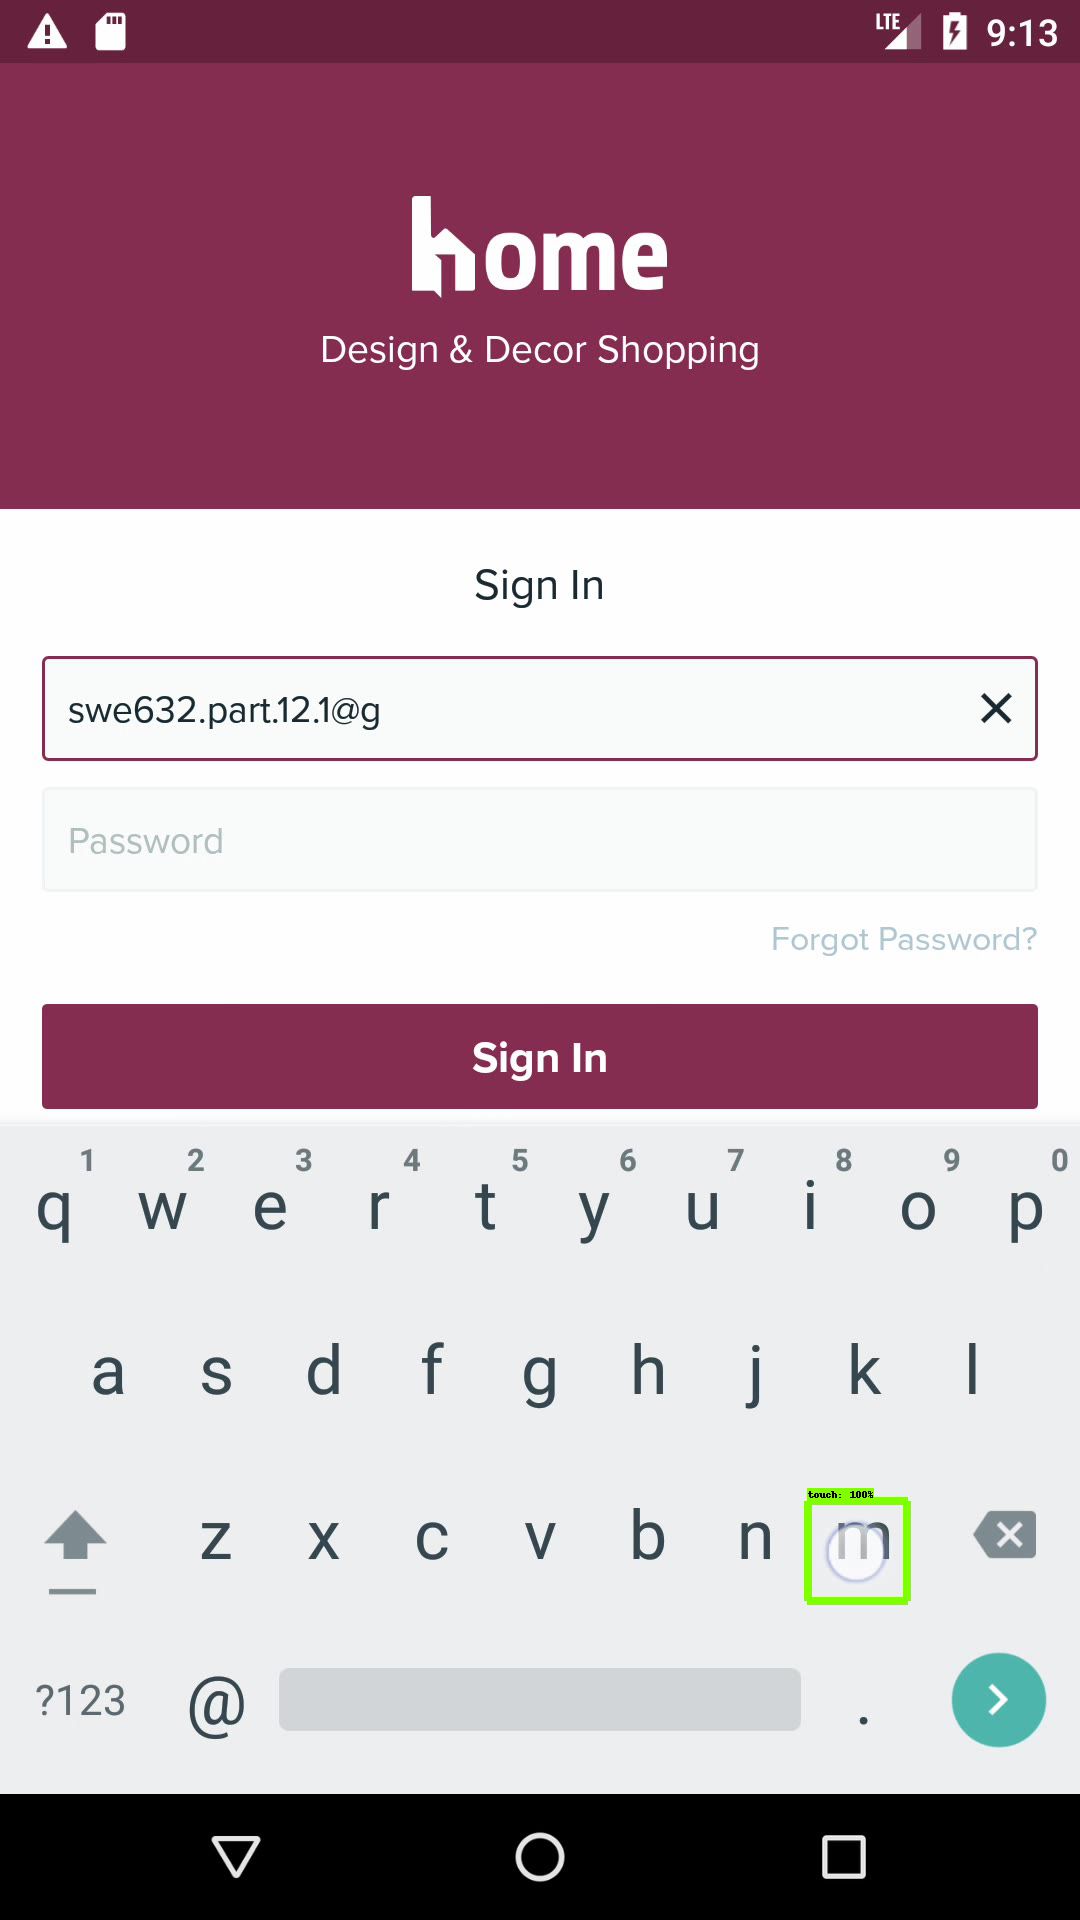 LTE 9:13
home
Design & Decor Shopping
Sign In
swe632.part.12.1@g
Password
Forgot Password?
Sign In
1 2 3 4 5 6 7 8 9 0
q w e r t y u i o p
a s d f g h j k l
touch: 100%
z x c v b n m
?123 @ .